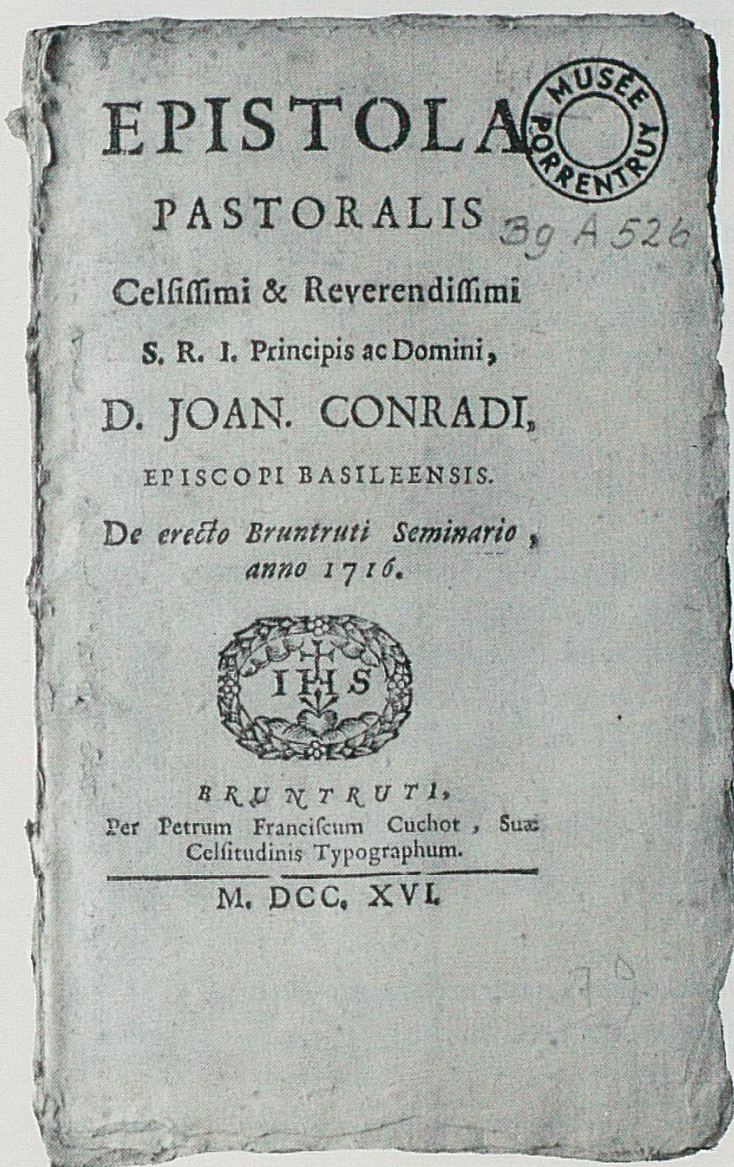 EPISTOLA
MUSÉE
PORRENTRUY
PASTORALIS
Bg A 526
Celſiſſimi & Reverendiſſimi
S. R. I. Principis ac Domini,
D. JOAN. CONRADI,
EPISCOPI BASILEENSIS.
De erecto Bruntruti Seminario,
anno 1716.
IHS
BRUNTRUTI,
Per Petrum Franciſcum Cuchot, Suæ
Celſitudinis Typographum.
M. DCC. XVI.